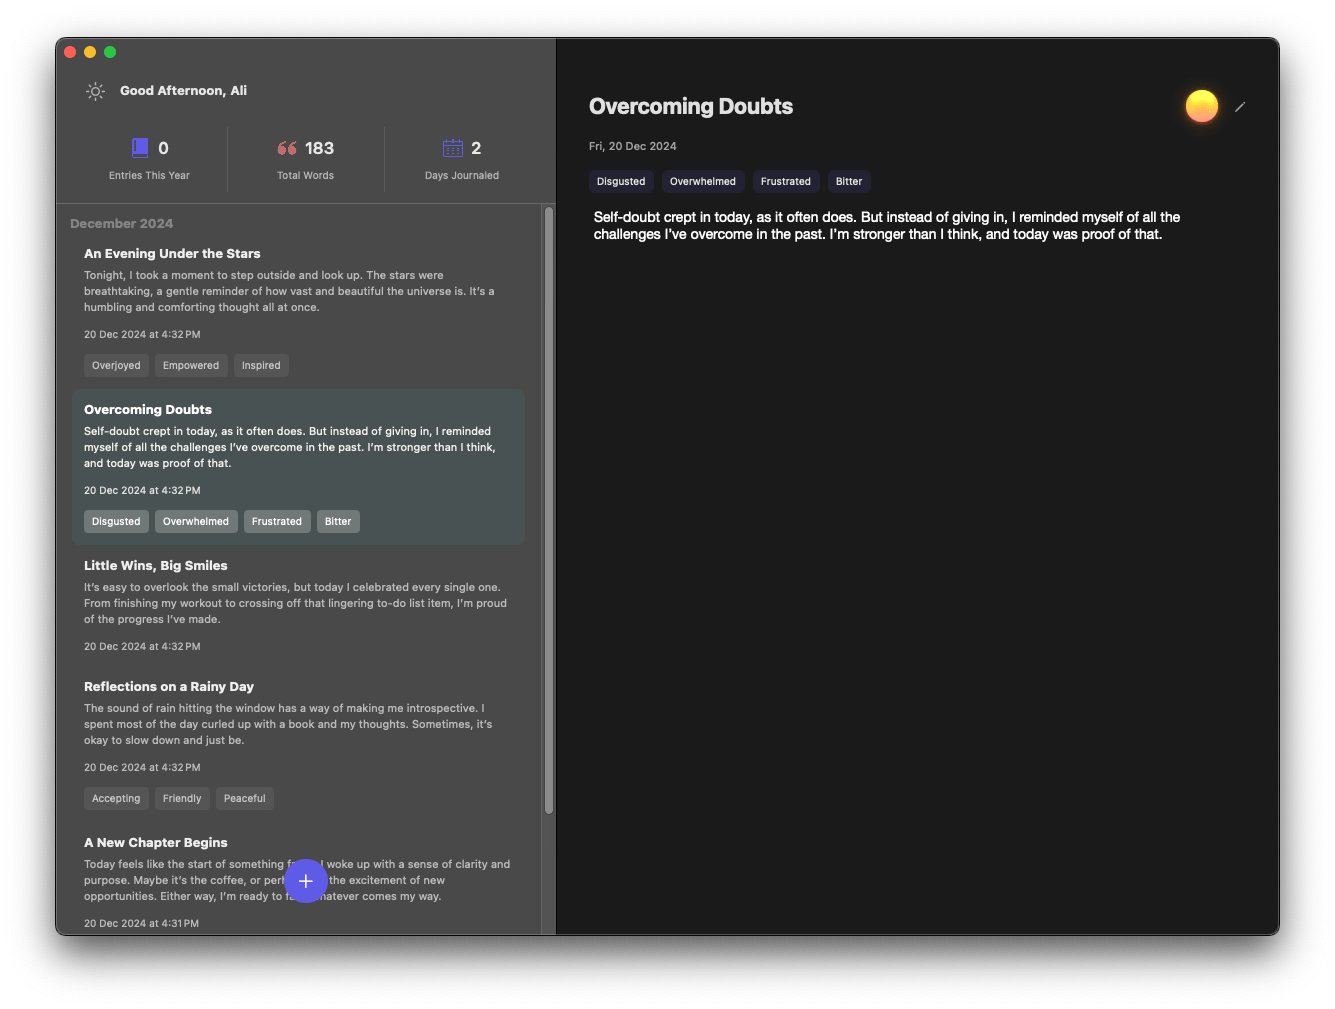 Good Afternoon, Ali
0
Entries This Year
183
Total Words
2
Days Journaled
December 2024
An Evening Under the Stars
Tonight, I took a moment to step outside and look up. The stars were
breathtaking, a gentle reminder of how vast and beautiful the universe is. It's a
humbling and comforting thought all at once.
20 Dec 2024 at 4:32 PM
Overjoyed Empowered Inspired
Overcoming Doubts
Self-doubt crept in today, as it often does. But instead of giving in, I reminded
myself of all the challenges I've overcome in the past. I'm stronger than I think,
and today was proof of that.
20 Dec 2024 at 4:32 PM
Disgusted Overwhelmed Frustrated Bitter
Little Wins, Big Smiles
It's easy to overlook the small victories, but today I celebrated every single one.
From finishing my workout to crossing off that lingering to-do list item, I'm proud
of the progress I've made.
20 Dec 2024 at 4:32 PM
Reflections on a Rainy Day
The sound of rain hitting the window has a way of making me introspective. I
spent most of the day curled up with a book and my thoughts. Sometimes, it's
okay to slow down and just be.
20 Dec 2024 at 4:32 PM
Accepting Friendly Peaceful
A New Chapter Begins
Today feels like the start of something I woke up with a sense of clarity and
purpose. Maybe it's the coffee, or the excitement of new
opportunities. Either way, I'm ready to whatever comes my way.
20 Dec 2024 at 4:31 PM
Overcoming Doubts
Fri, 20 Dec 2024
Disgusted Overwhelmed Frustrated Bitter
Self-doubt crept in today, as it often does. But instead of giving in, I reminded myself of all the
challenges I've overcome in the past. I'm stronger than I think, and today was proof of that.